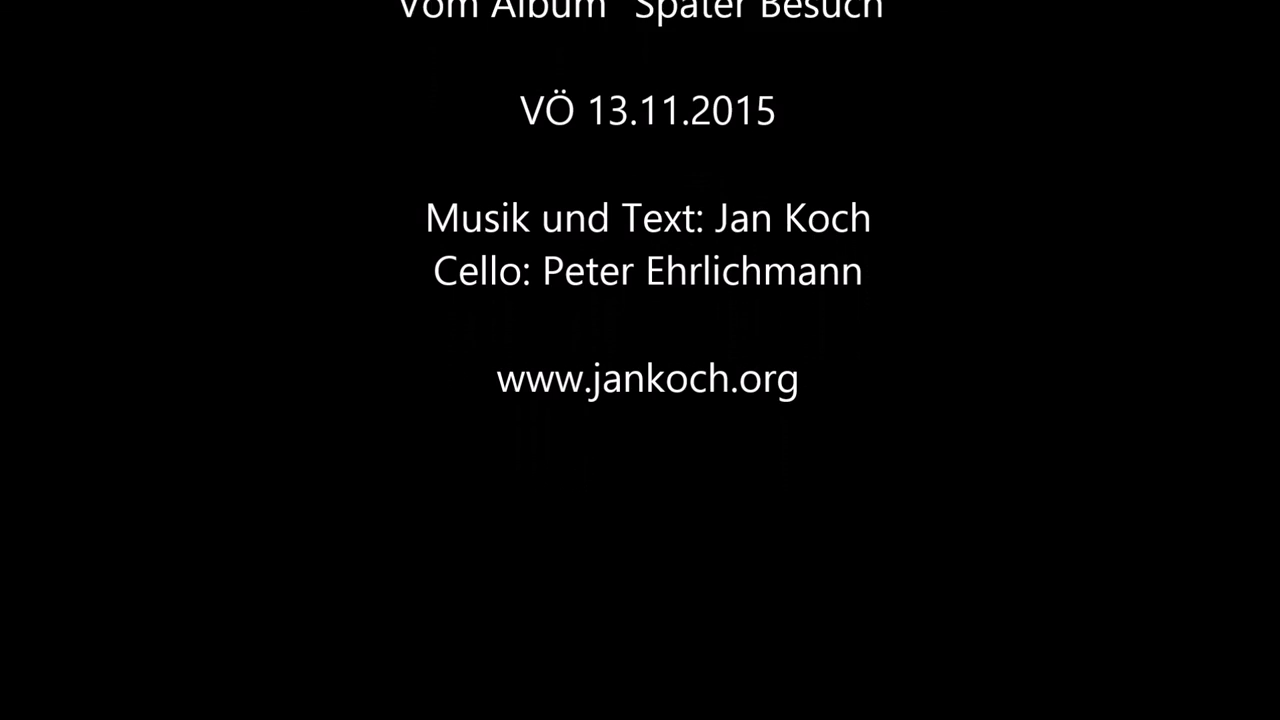 Vom Album "Später Besuch"
VÖ 13.11.2015
Musik und Text: Jan Koch
Cello: Peter Ehrlichmann
www.jankoch.org